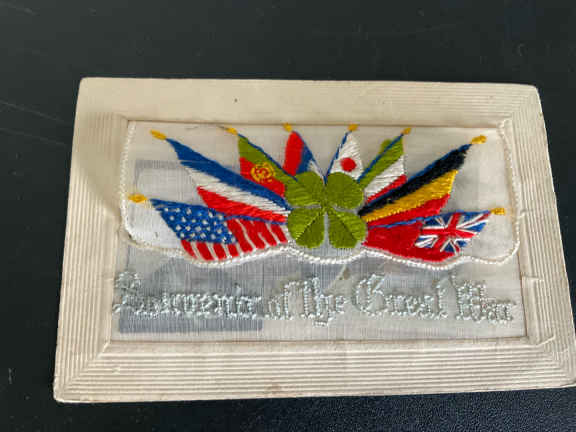 Souvenir of The Great War